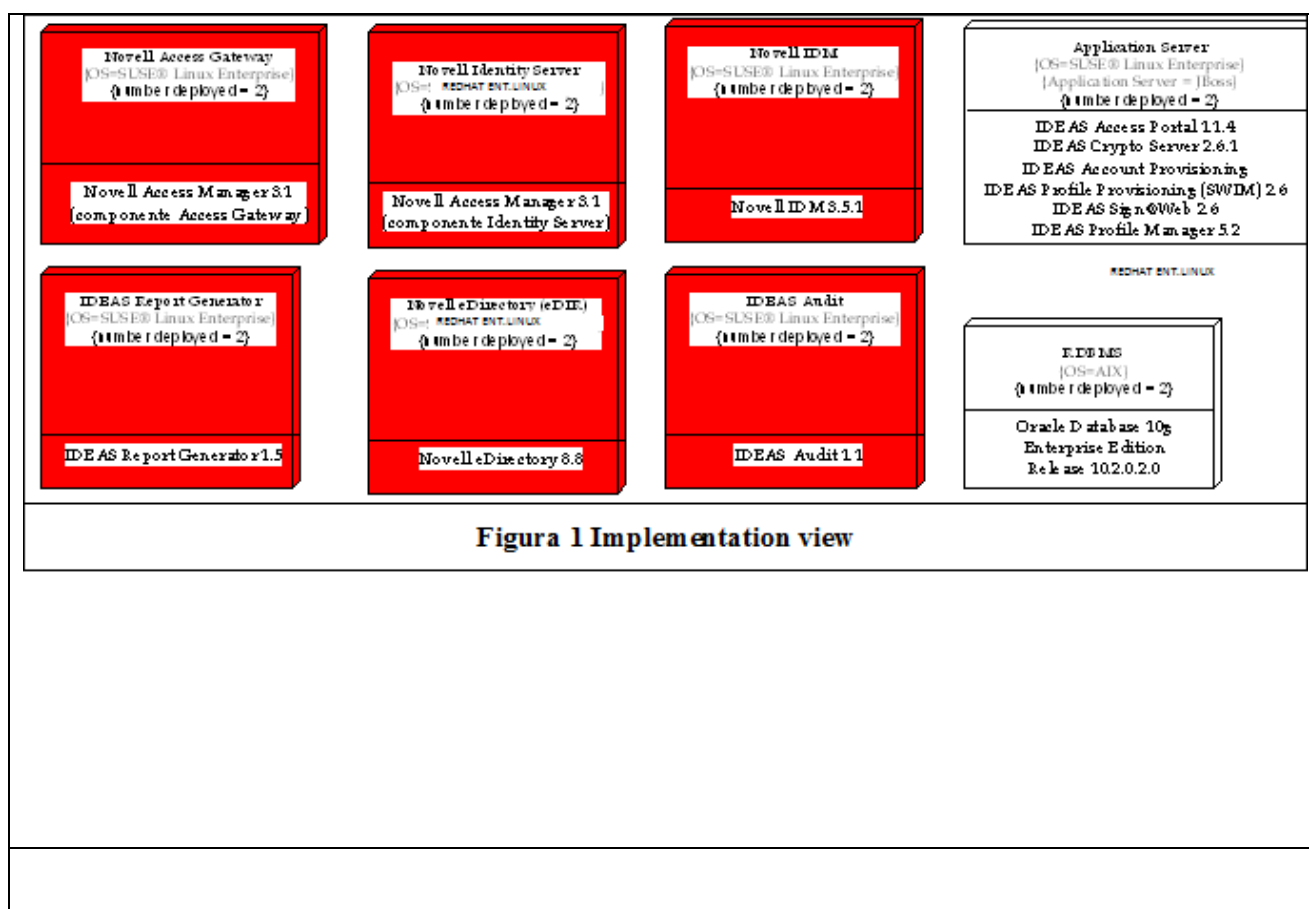 Novell Access Gateway
{OS=SUSE® Linux Enterprise}
{number deployed = 2}
Novell Access Manager 3.1
(componente Access Gateway)
Novell Identity Server
{OS=S REDHAT ENT.LINUX }
{number deployed = 2}
Novell Access Manager 3.1
(componente Identity Server)
Novell IDM
{OS=SUSE® Linux Enterprise}
{number deployed = 2}
Novell IDM 3.5.1
Application Server
{OS=SUSE® Linux Enterprise}
{Application Server = JBoss}
{number deployed = 2}
IDEAS Access Portal 1.1.4
IDEAS Crypto Server 2.6.1
IDEAS Account Provisioning
IDEAS Profile Provisioning (SWIM) 2.6
IDEAS Sign@Web 2.6
IDEAS Profile Manager 5.2
IDEAS Report Generator
{OS=SUSE® Linux Enterprise}
{number deployed = 2}
IDEAS Report Generator 1.5
Novell eDirectory (eDIR)
{OS=S REDHAT ENT.LINUX
{number deployed = 2}
Novell eDirectory 8.8
IDEAS Audit
{OS=SUSE® Linux Enterprise}
{number deployed = 2}
IDEAS Audit 1.1
REDHAT ENT.LINUX
RDBMS
{OS=AIX}
{number deployed = 2}
Oracle Database 10g
Enterprise Edition
Release 10.2.0.2.0
Figura 1 Implementation view